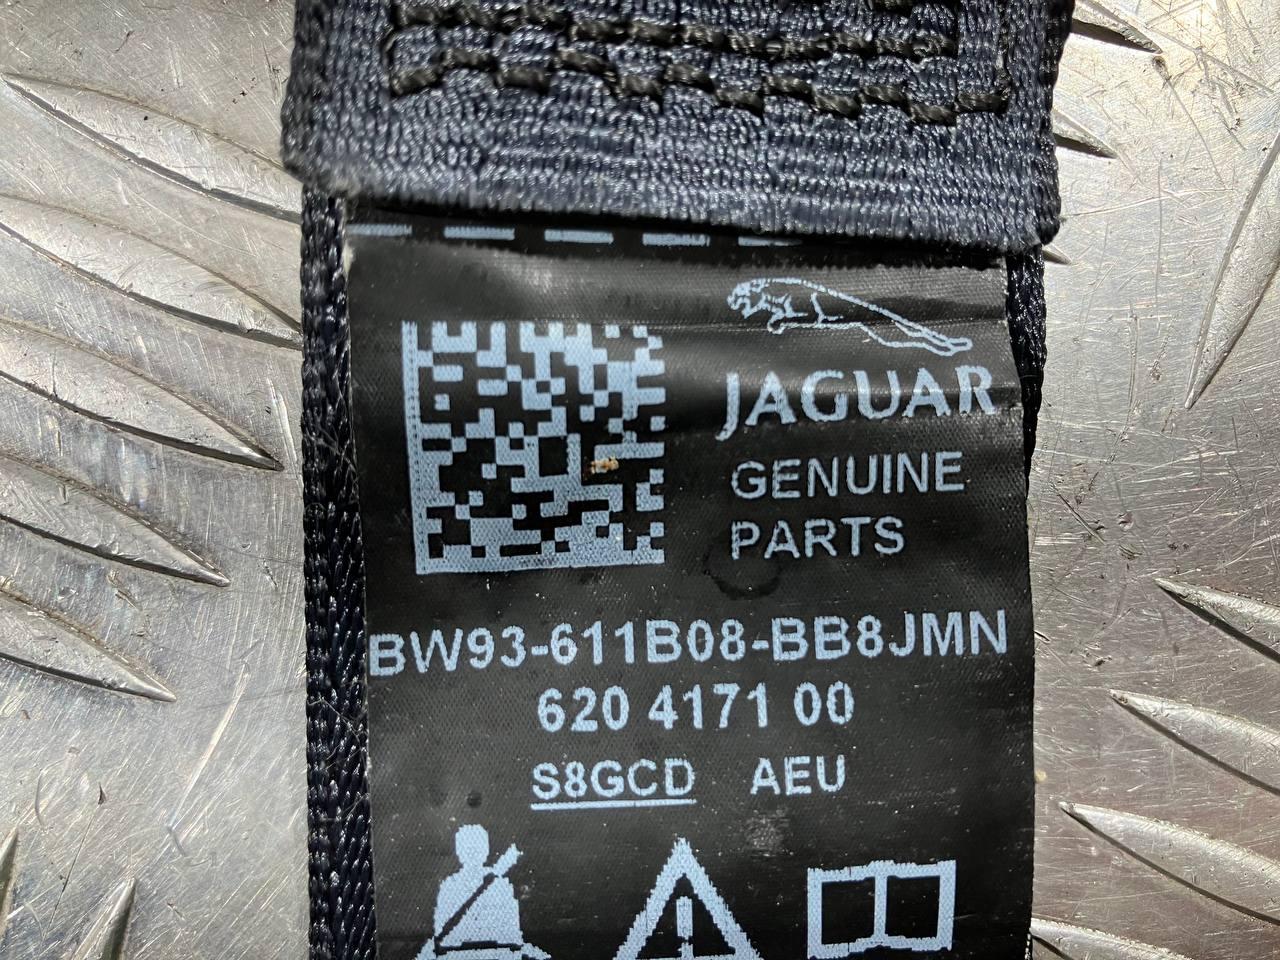 JAGUAR
GENUINE
PARTS
BW93-611B08-BB8JMN
620 4171 00
S8GCD AEU